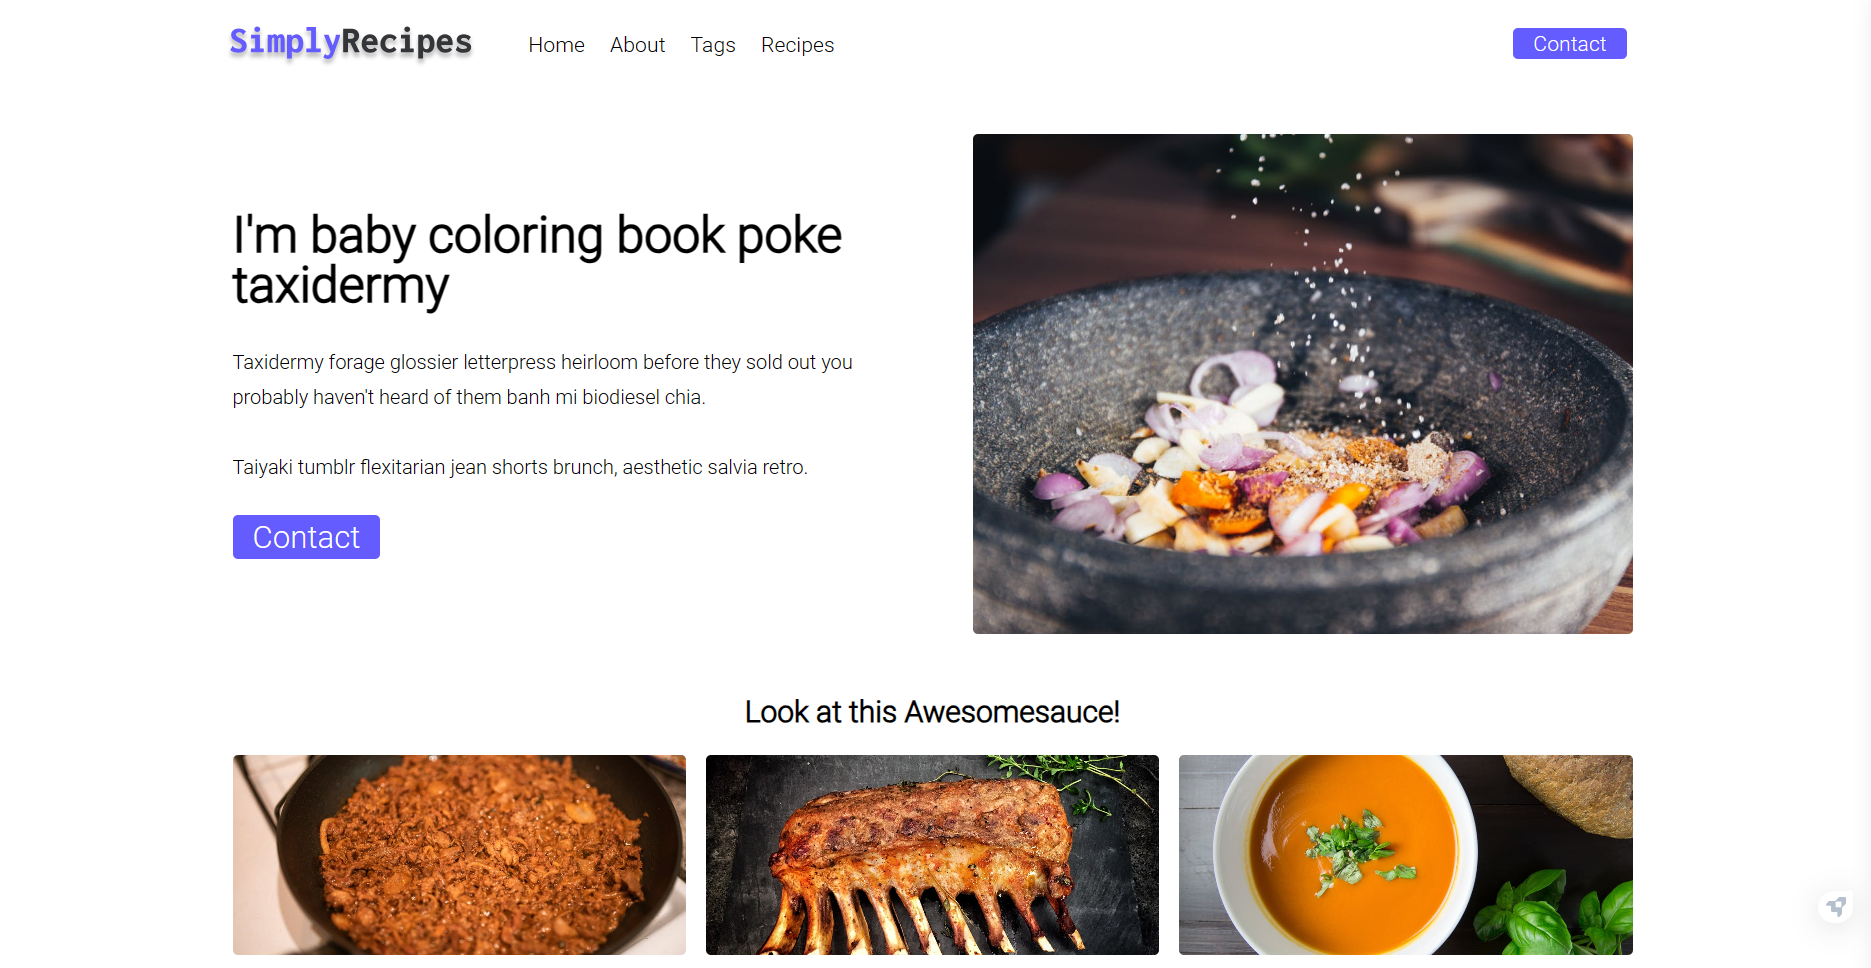 SimplyRecipes Home About Tags Recipes Contact
I'm baby coloring book poke
taxidermy
Taxidermy forage glossier letterpress heirloom before they sold out you
probably haven't heard of them banh mi biodiesel chia.
Taiyaki tumblr flexitarian jean shorts brunch, aesthetic salvia retro.
Contact
Look at this Awesomesauce!